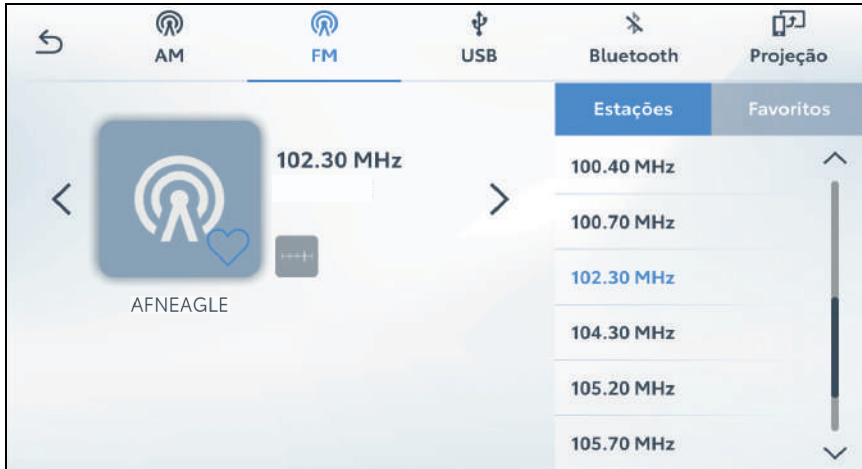 AM
FM
USB
Bluetooth
Projeção
Estações
Favoritos
102.30 MHz
AFNEAGLE
100.40 MHz
100.70 MHz
102.30 MHz
104.30 MHz
105.20 MHz
105.70 MHz